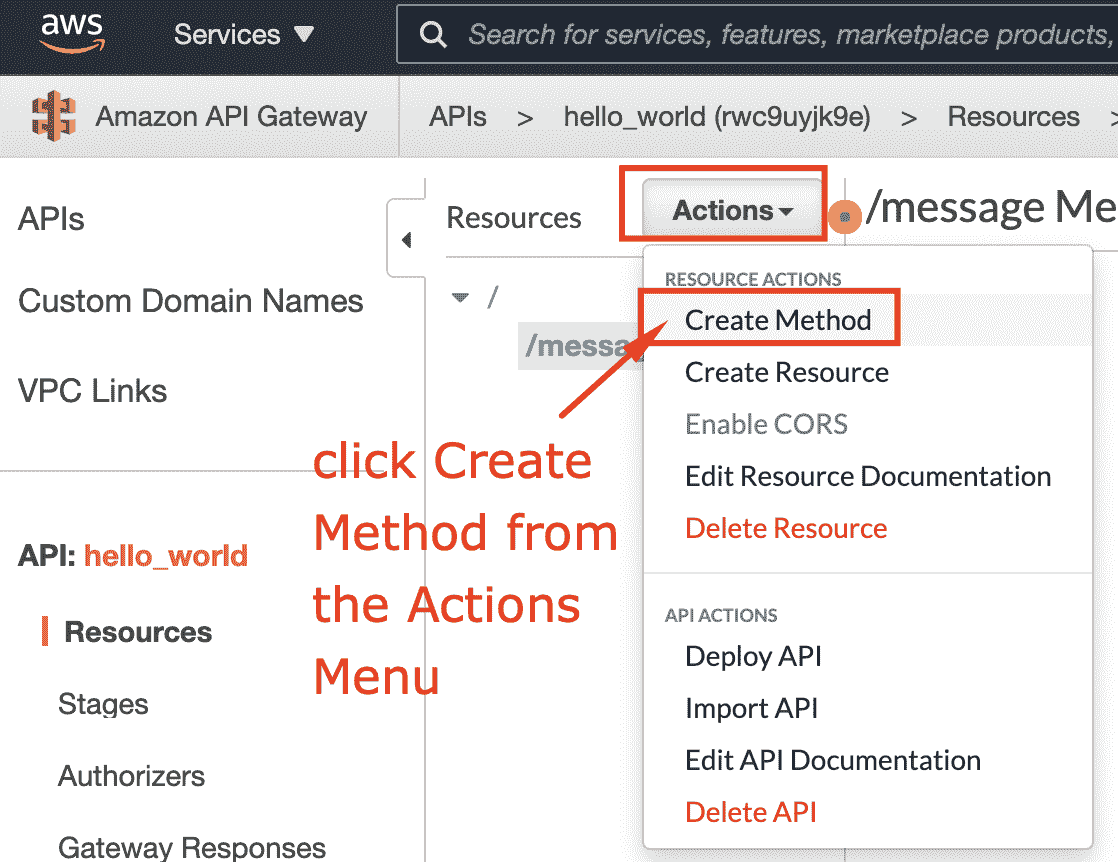 aws Services Search for services, features, marketplace products,
Amazon API Gateway APIs > hello_world (rwc9uyjk9e) > Resources >
APIs
Custom Domain Names
VPC Links
API: hello_world
Resources
Stages
Authorizers
Gateway Responses
Resources Actions /message Me
/
/messa
RESOURCE ACTIONS
Create Method
Create Resource
Enable CORS
Edit Resource Documentation
Delete Resource
API ACTIONS
Deploy API
Import API
Edit API Documentation
Delete API
click Create
Method from
the Actions
Menu